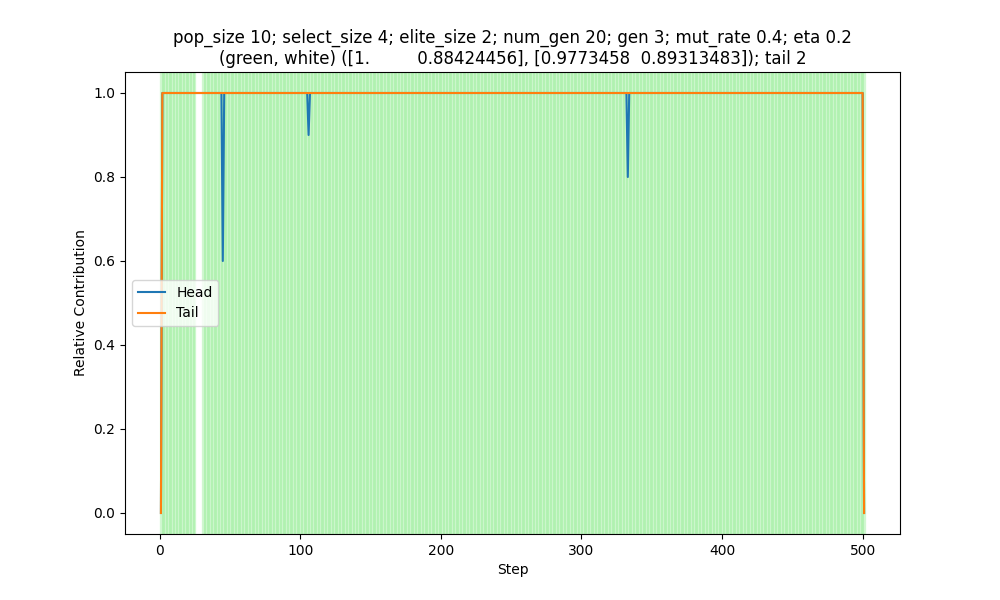 pop_size 10; select_size 4; elite_size 2; num_gen 20; gen 3; mut_rate 0.4; eta 0.2
(green, white) ([1.         0.88424456], [0.9773458  0.89313483]); tail 2
1.0
0.8
0.6
0.4
0.2
0.0
Relative Contribution
Head
Tail
0 100 200 300 400 500
Step